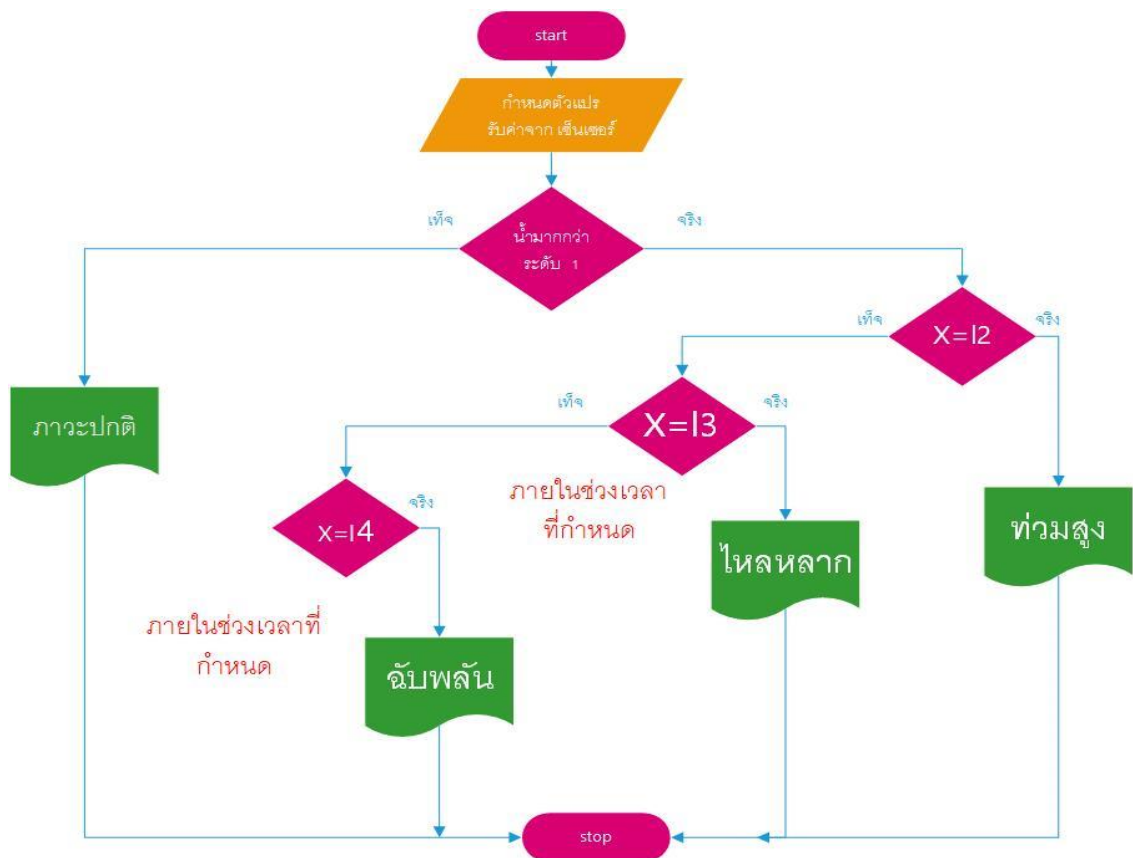 start
กำหนดตัวแปร
รับค่าจาก เซ็นเซอร์
เท็จ
จริง
น้ำมากกว่า
ระดับ 1
เท็จ
จริง
X=l2
เท็จ
จริง
X=l3
ภาวะปกติ
จริง
X=l4
ภายในช่วงเวลา
ที่กำหนด
ท่วมสูง
ไหลหลาก
ภายในช่วงเวลาที่
กำหนด
ฉับพลัน
stop